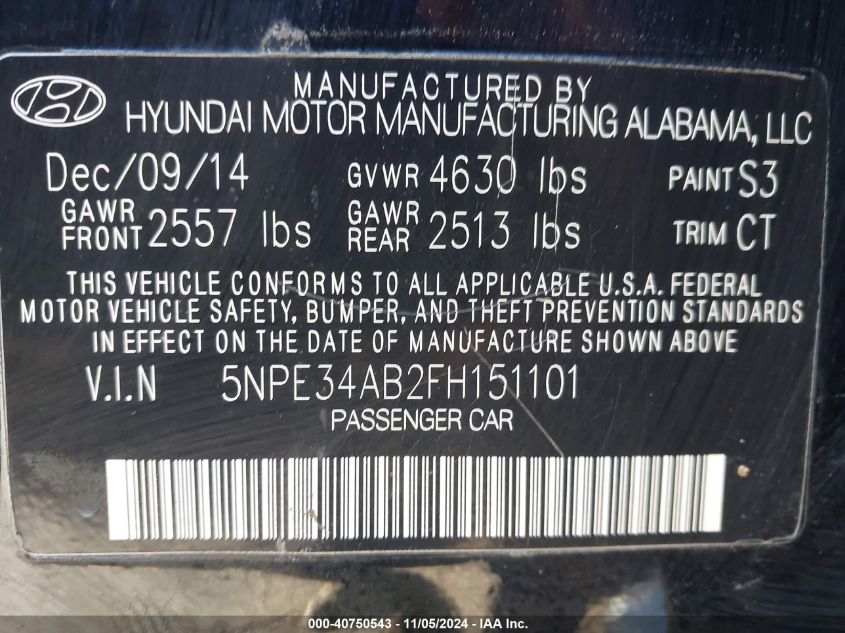 MANUFACTURED BY
HYUNDAI MOTOR MANUFACTURING ALABAMA, LLC
Dec/09/14 GVWR 4630 lbs PAINT S3
GAWR FRONT 2557 lbs GAWR REAR 2513 lbs TRIM CT
THIS VEHICLE CONFORMS TO ALL APPLICABLE U.S.A. FEDERAL
MOTOR VEHICLE SAFETY, BUMPER, AND THEFT PREVENTION STANDARDS
IN EFFECT ON THE DATE OF MANUFACTURE SHOWN ABOVE
V.I.N 5NPE34AB2FH151101
PASSENGER CAR
000-40750543 — 11/05/2024 — IAA Inc.